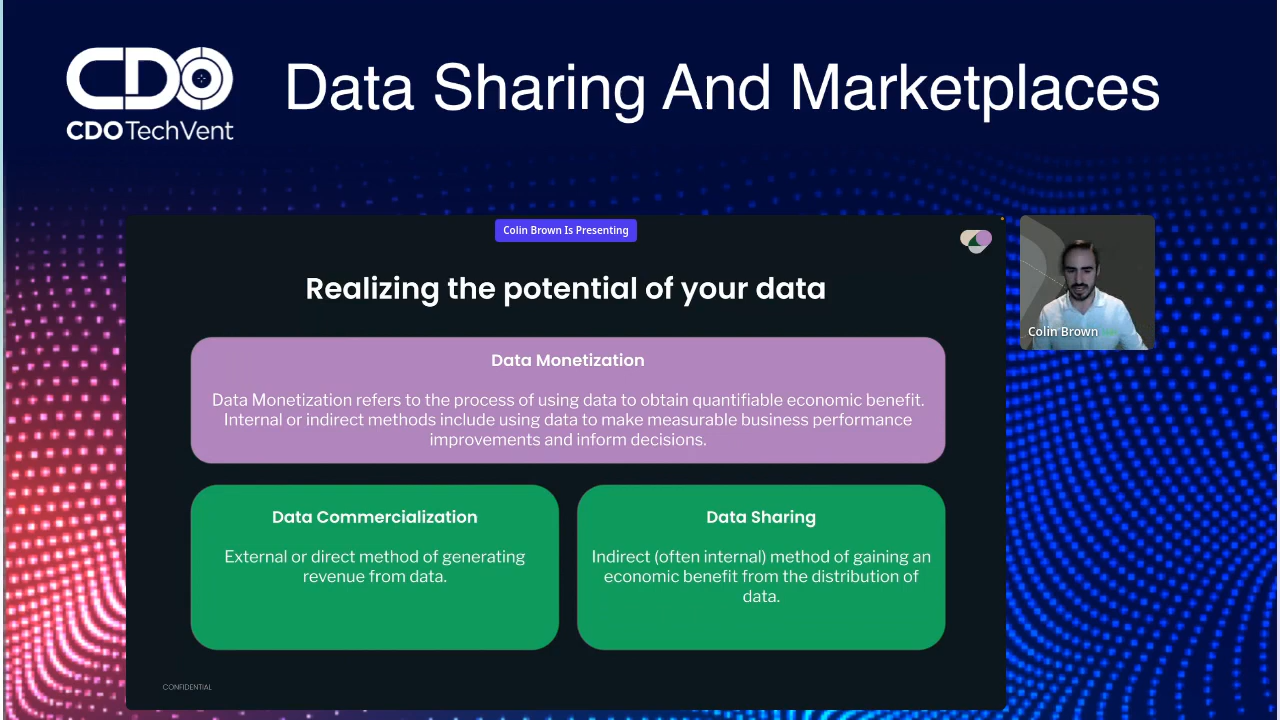 CDO
CDO TechVent
Data Sharing And Marketplaces
Colin Brown Is Presenting
Realizing the potential of your data
Data Monetization
Data Monetization refers to the process of using data to obtain quantifiable economic benefit.
Internal or indirect methods include using data to make measurable business performance
improvements and inform decisions.
Data Commercialization
External or direct method of generating
revenue from data.
Data Sharing
Indirect (often internal) method of gaining an
economic benefit from the distribution of
data.
Colin Brown
CONFIDENTIAL